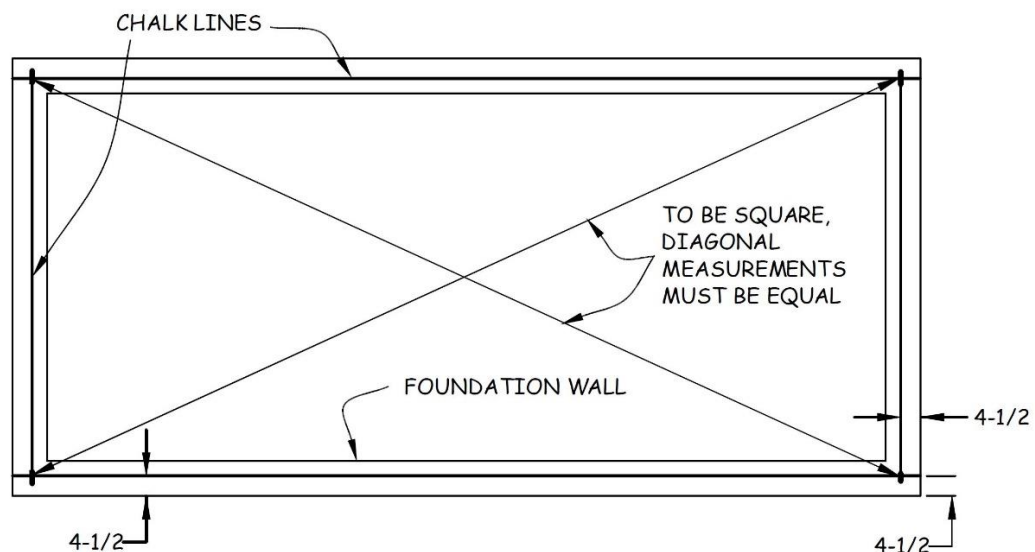 CHALK LINES
TO BE SQUARE,
DIAGONAL
MEASUREMENTS
MUST BE EQUAL
FOUNDATION WALL
4-1/2
4-1/2
4-1/2